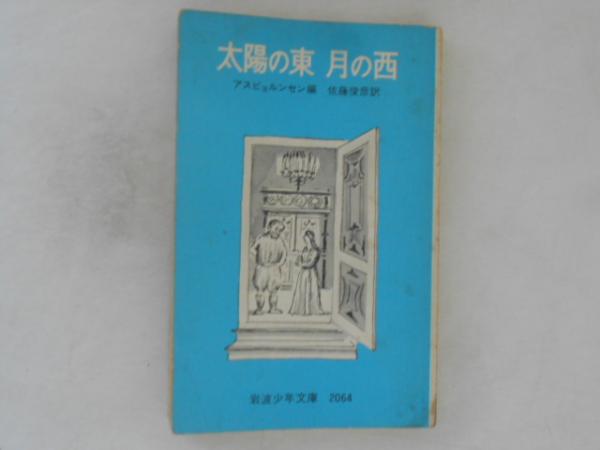 太陽の東 月の西
アスビョルンセン編 佐藤俊彦訳
岩波少年文庫 2064